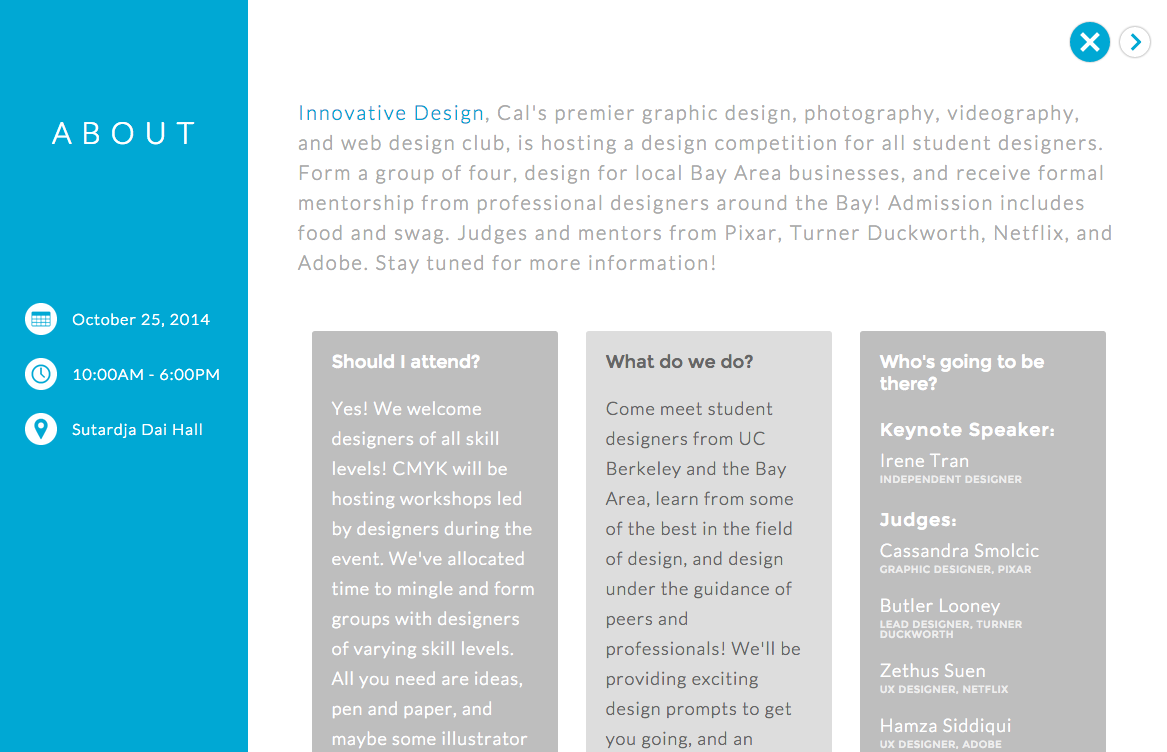 ABOUT
October 25, 2014
10:00AM - 6:00PM
Sutardja Dai Hall
Innovative Design, Cal's premier graphic design, photography, videography,
and web design club, is hosting a design competition for all student designers.
Form a group of four, design for local Bay Area businesses, and receive formal
mentorship from professional designers around the Bay! Admission includes
food and swag. Judges and mentors from Pixar, Turner Duckworth, Netflix, and
Adobe. Stay tuned for more information!
Should I attend?
Yes! We welcome
designers of all skill
levels! CMYK will be
hosting workshops led
by designers during the
event. We've allocated
time to mingle and form
groups with designers
of varying skill levels.
All you need are ideas,
pen and paper, and
maybe some illustrator
What do we do?
Come meet student
designers from UC
Berkeley and the Bay
Area, learn from some
of the best in the field
of design, and design
under the guidance of
peers and
professionals! We'll be
providing exciting
design prompts to get
you going, and an
Who's going to be
there?
Keynote Speaker:
Irene Tran
INDEPENDENT DESIGNER
Judges:
Cassandra Smolcic
GRAPHIC DESIGNER, PIXAR
Butler Looney
LEAD DESIGNER, TURNER
DUCKWORTH
Zethus Suen
UX DESIGNER, NETFLIX
Hamza Siddiqui
UX DESIGNER, ADOBE